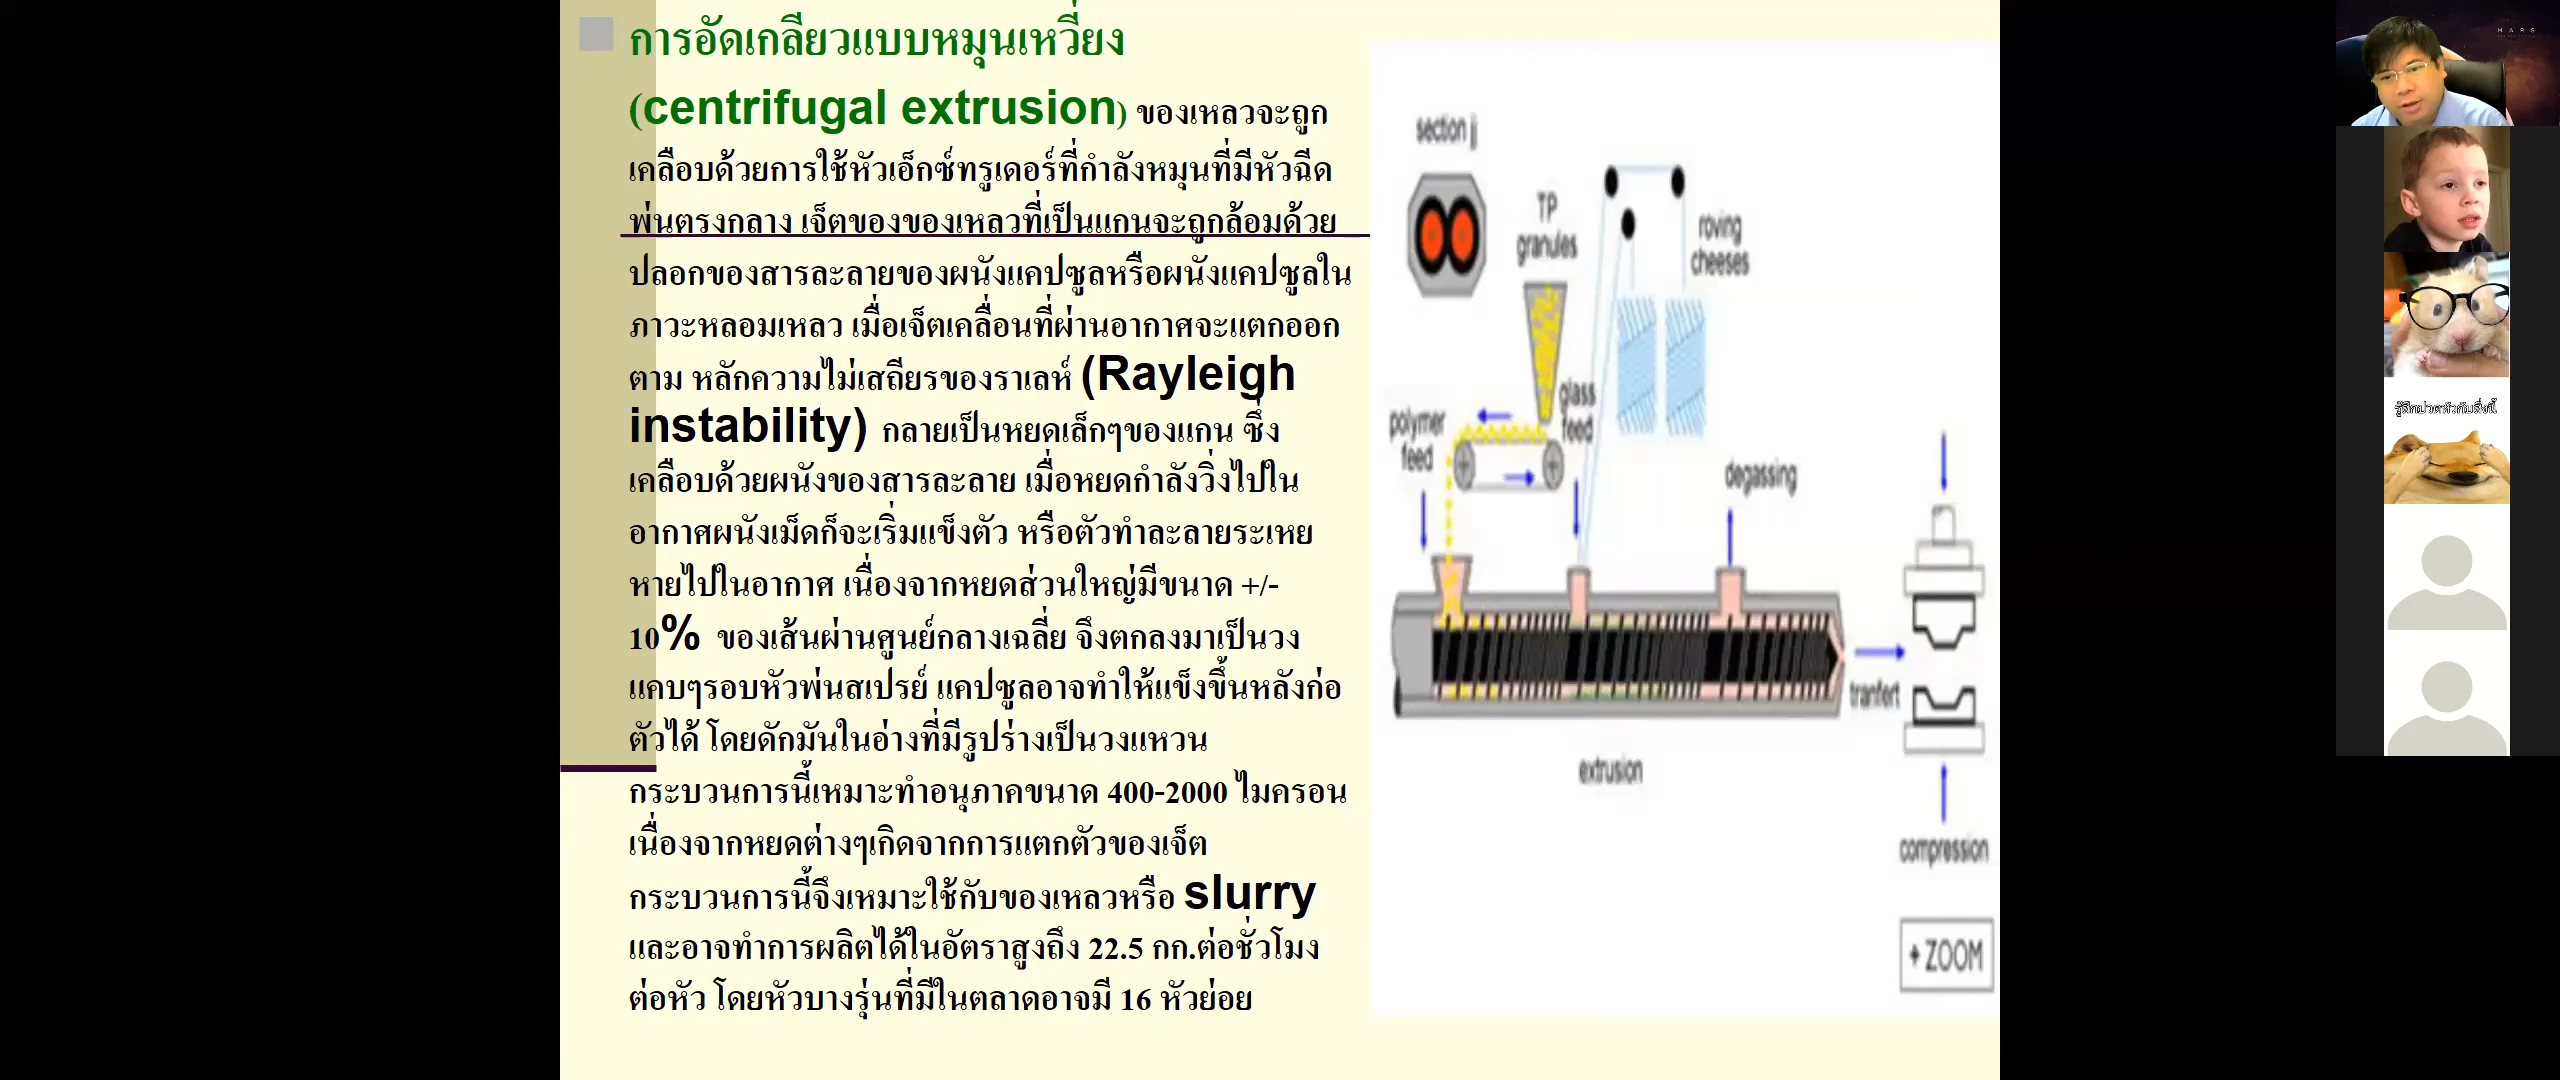 การอัดเกลียวแบบหมุนเหวี่ยง
(centrifugal extrusion) ของเหลวจะถูก
เคลือบด้วยการใช้หัวเอ็กซ์ทรูเดอร์ที่กำลังหมุนที่มีหัวฉีด
พ่นตรงกลาง เจ็ตของของเหลวที่เป็นแกนจะถูกล้อมด้วย
ปลอกของสารละลายของผนังแคปซูลหรือผนังแคปซูลใน
ภาวะหลอมเหลว เมื่อเจ็ตเคลื่อนที่ผ่านอากาศจะแตกออก
ตาม หลักความไม่เสถียรของราเลห์ (Rayleigh
instability) กลายเป็นหยดเล็กๆของแกน ซึ่ง
เคลือบด้วยผนังของสารละลาย เมื่อหยดกำลังวิ่งไปใน
อากาศผนังเม็ดก็จะเริ่มแข็งตัว หรือตัวทำละลายระเหย
หายไปในอากาศ เนื่องจากหยดส่วนใหญ่มีขนาด +/-
10% ของเส้นผ่านศูนย์กลางเฉลี่ย จึงตกลงมาเป็นวง
แคบๆรอบหัวพ่นสเปรย์ แคปซูลอาจทำให้แข็งขึ้นหลังก่อ
ตัวได้ โดยดักมันในอ่างที่มีรูปร่างเป็นวงแหวน
กระบวนการนี้เหมาะทำอนุภาคขนาด 400-2000 ไมครอน
เนื่องจากหยดต่างๆเกิดจากการแตกตัวของเจ็ต
กระบวนการนี้จึงเหมาะใช้กับของเหลวหรือ slurry
และอาจทำการผลิตได้ในอัตราสูงถึง 22.5 กก.ต่อชั่วโมง
ต่อหัว โดยหัวบางรุ่นที่มีในตลาดอาจมี 16 หัวย่อย
section jj
TP
granules
roving
cheeses
polymer
feed
glass
feed
degassing
tranfert
extrusion
compression
+ ZOOM
MARS
รู้สึกปวดหัวกับสิ่งนี้